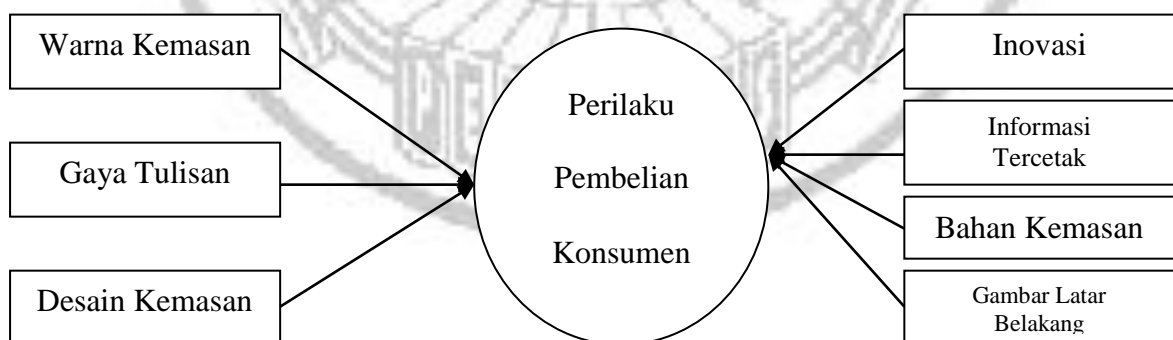 Warna Kemasan
Gaya Tulisan
Desain Kemasan
Perilaku
Pembelian
Konsumen
Inovasi
Informasi
Tercetak
Bahan Kemasan
Gambar Latar
Belakang